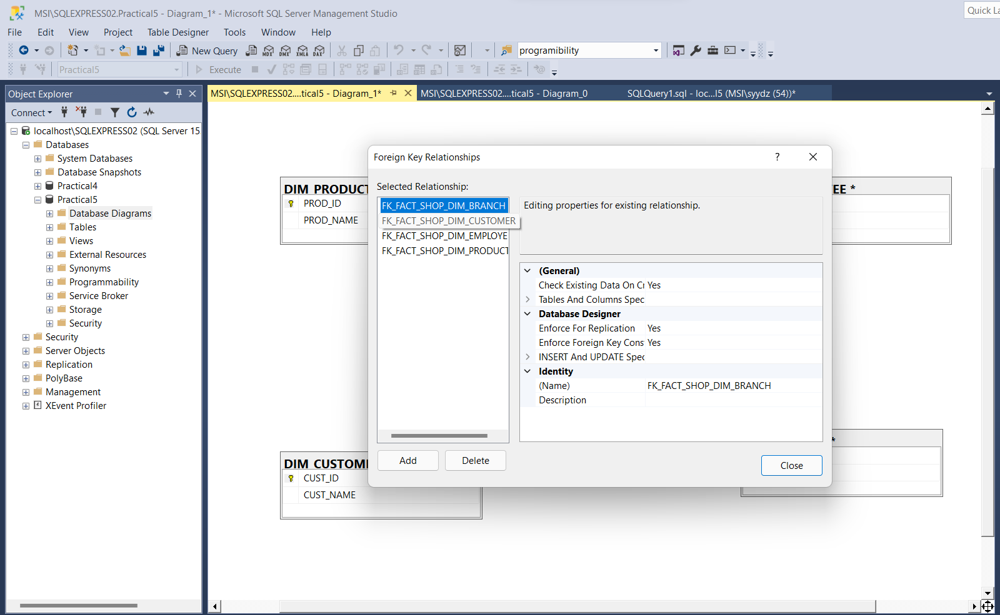 MSI\SQLEXPRESS02.Practical5 - Diagram_1* - Microsoft SQL Server Management Studio
Quick La
File Edit View Project Table Designer Tools Window Help
New Query MDX DMX XMLA DAX programibility
Practical5 Execute
Object Explorer
MSI\SQLEXPRESS02....tical5 - Diagram_1* MSI\SQLEXPRESS02....tical5 - Diagram_0 SQLQuery1.sql - loc...l5 (MSI\syydz (54))*
Connect
localhost\SQLEXPRESS02 (SQL Server 15
Databases
System Databases
Database Snapshots
Practical4
Practical5
Database Diagrams
Tables
Views
External Resources
Synonyms
Programmability
Service Broker
Storage
Security
Security
Server Objects
Replication
PolyBase
Management
XEvent Profiler
DIM_PRODUCT
PROD_ID
PROD_NAME
EE *
DIM_CUSTOM
CUST_ID
CUST_NAME
*
Foreign Key Relationships
?
Selected Relationship:
FK_FACT_SHOP_DIM_BRANCH
FK_FACT_SHOP_DIM_CUSTOMER
FK_FACT_SHOP_DIM_EMPLOYE
FK_FACT_SHOP_DIM_PRODUCT
Editing properties for existing relationship.
(General)
Check Existing Data On Cr Yes
Tables And Columns Spec
Database Designer
Enforce For Replication Yes
Enforce Foreign Key Cons Yes
INSERT And UPDATE Spec
Identity
(Name) FK_FACT_SHOP_DIM_BRANCH
Description
Add Delete
Close